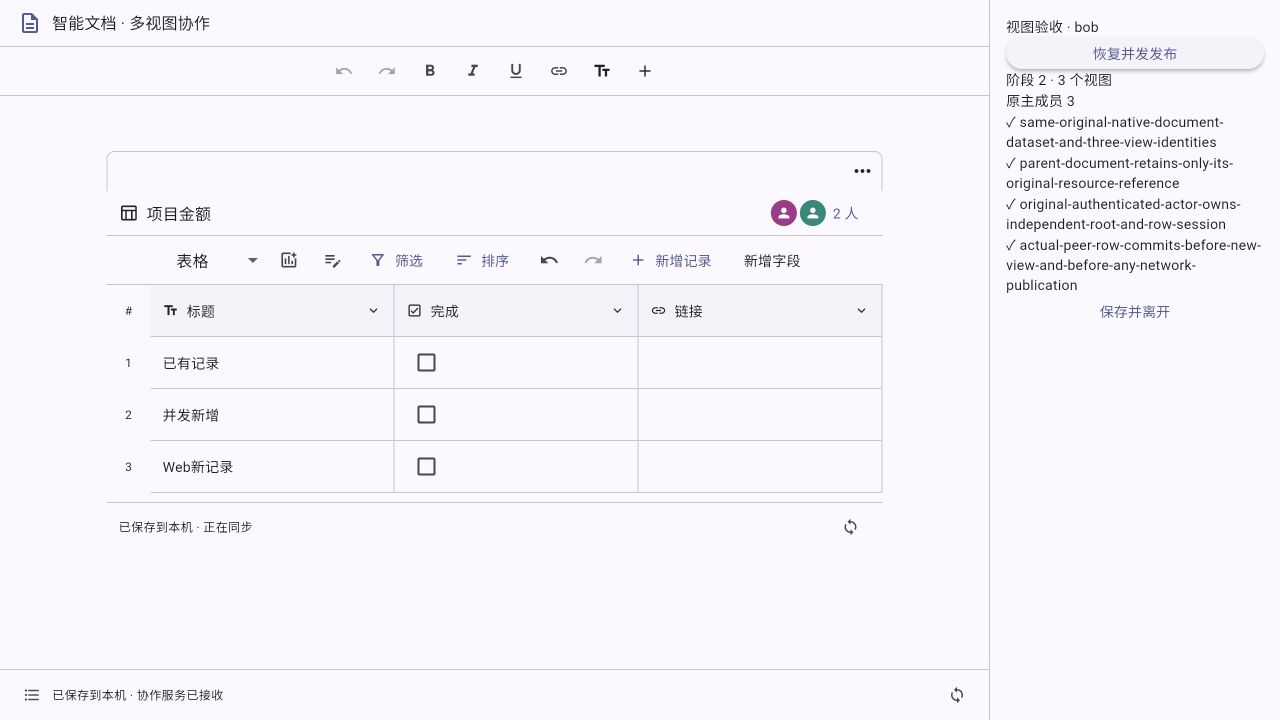 智能文档 · 多视图协作
项目金额
2 人
表格
筛选
排序
新增记录
新增字段
# 标题 完成 链接
1 已有记录
2 并发新增
3 Web新记录
已保存到本机 · 正在同步
已保存到本机 · 协作服务已接收
视图验收 · bob
恢复并发发布
阶段 2 · 3 个视图
原主成员 3
✓ same-original-native-document-
dataset-and-three-view-identities
✓ parent-document-retains-only-its-
original-resource-reference
✓ original-authenticated-actor-owns-
independent-root-and-row-session
✓ actual-peer-row-commits-before-new-
view-and-before-any-network-
publication
保存并离开